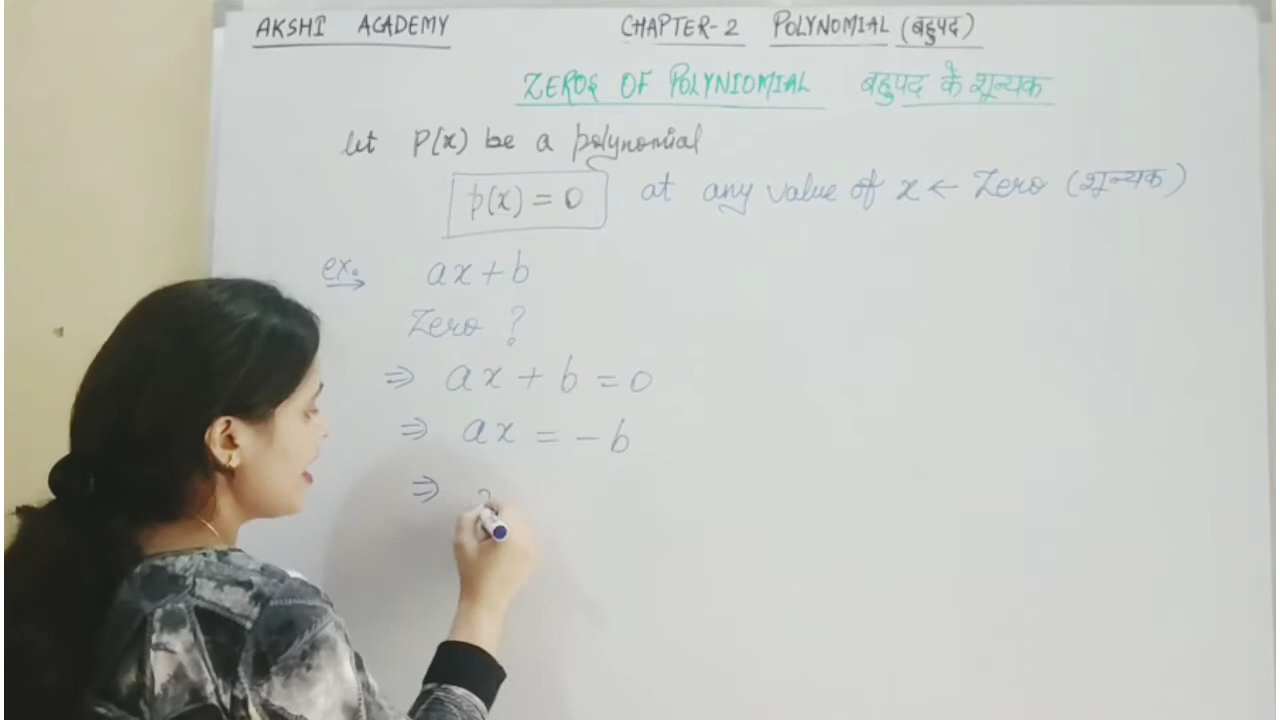 AKSHI ACADEMY CHAPTER-2 POLYNOMIAL (बहुपद)
ZEROS OF POLYNIOMIAL बहुपद के शून्यक
let P(x) be a polynomial
p(x) = 0 at any value of x ← Zero (शून्यक)
ex. ax + b
Zero ?
⇒ ax + b = 0
⇒ ax = - b
⇒